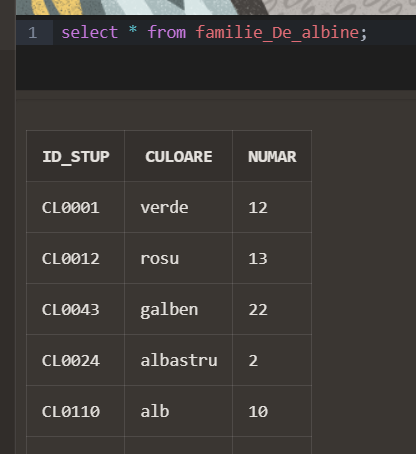 1 select * from familie_De_albine;
ID_STUP CULOARE NUMAR
CL0001 verde 12
CL0012 rosu 13
CL0043 galben 22
CL0024 albastru 2
CL0110 alb 10